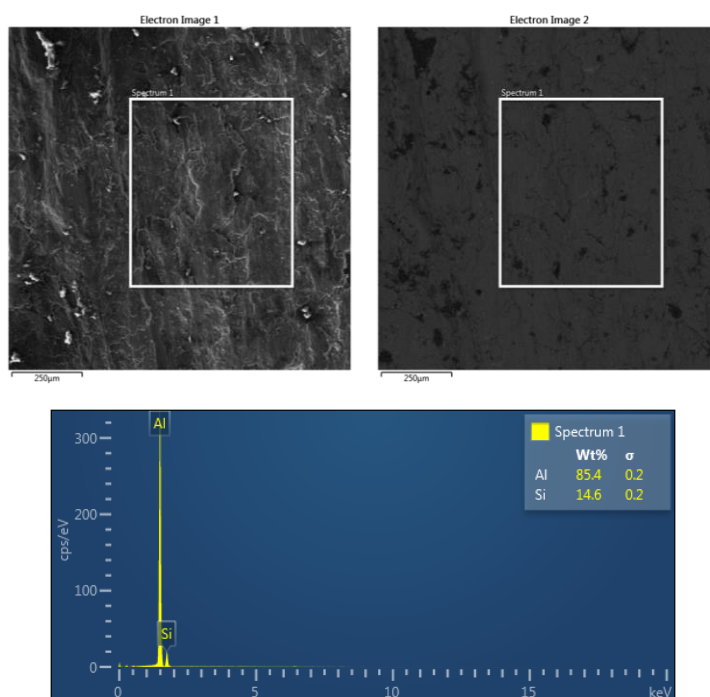 Electron Image 1
Electron Image 2
Spectrum 1
Spectrum 1
250µm
250µm
Al
300
Spectrum 1
Wt% σ
Al 85.4 0.2
Si 14.6 0.2
200
cps/eV
100
Si
0
0 5 10 15 keV